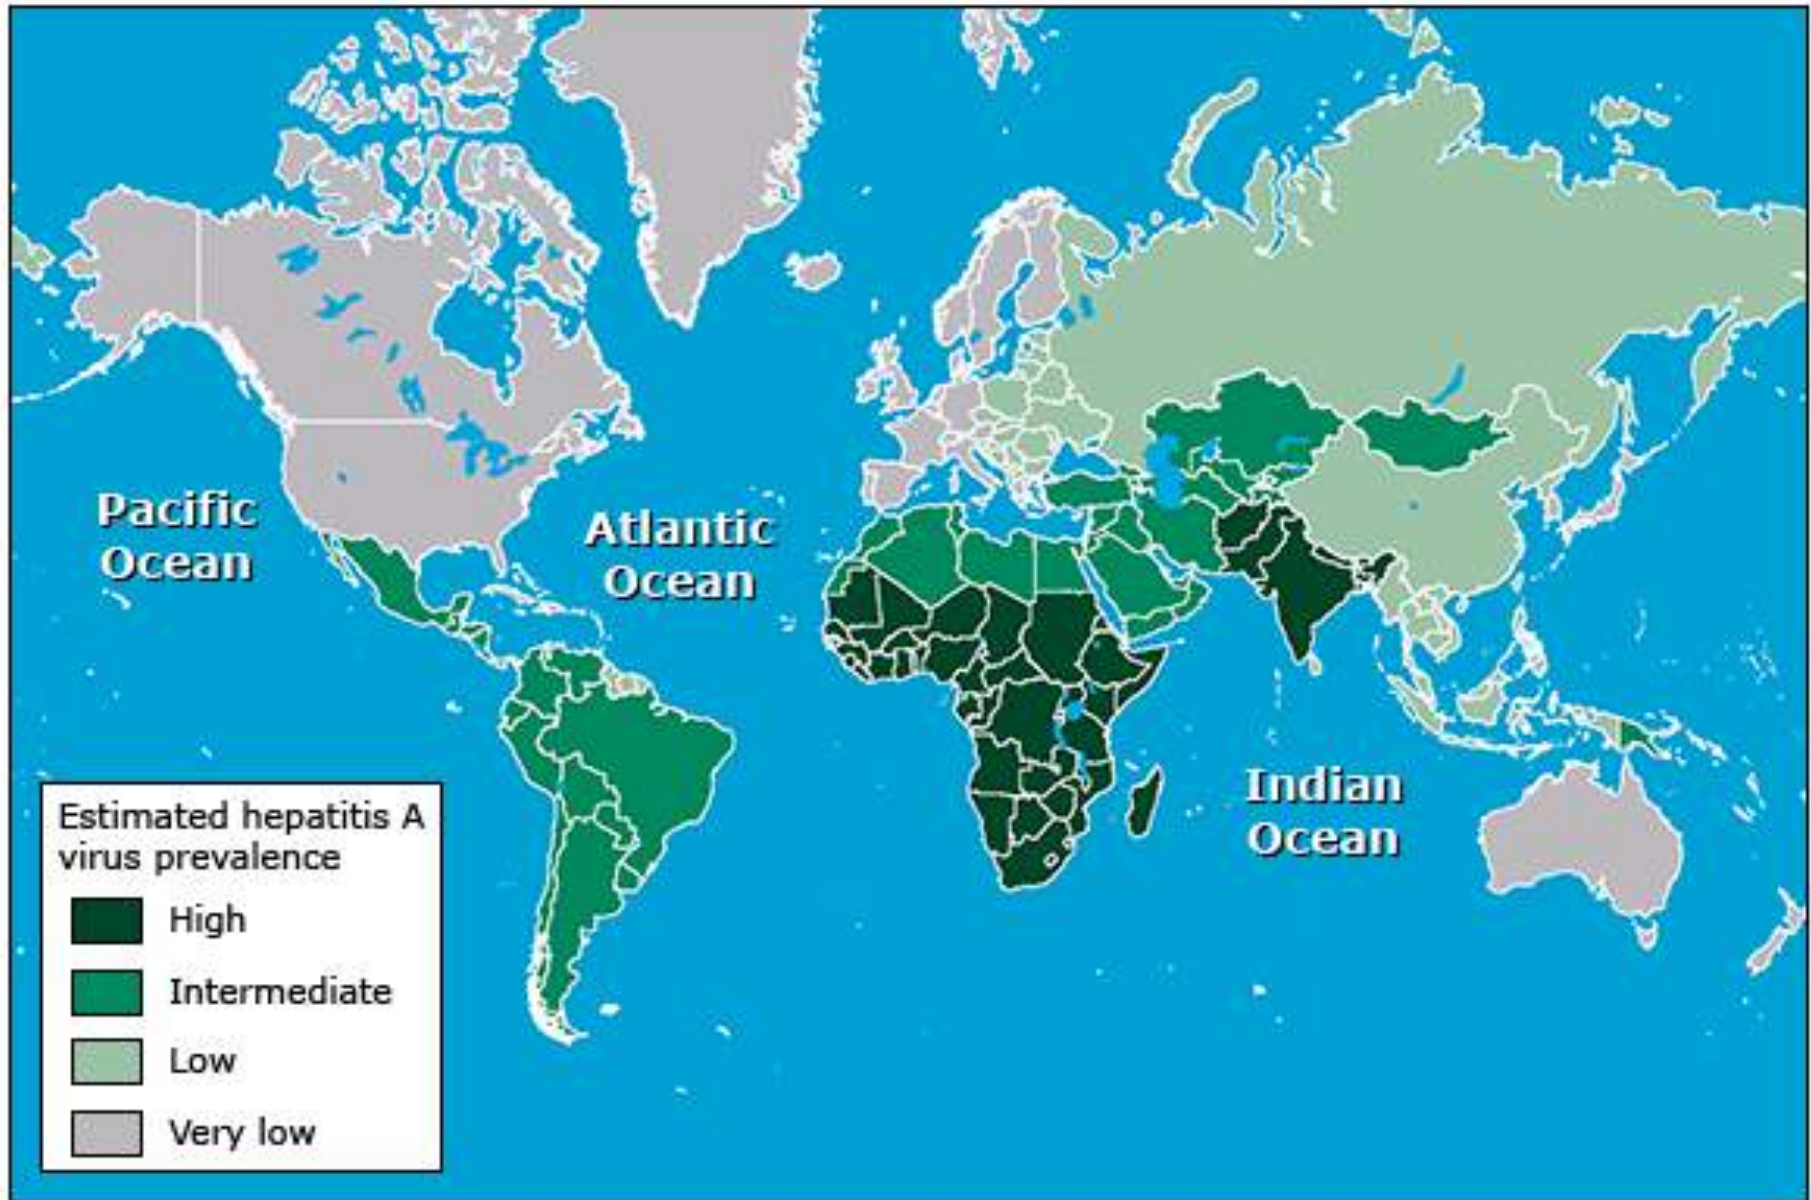 Pacific
Ocean
Atlantic
Ocean
Indian
Ocean
Estimated hepatitis A
virus prevalence
High
Intermediate
Low
Very low